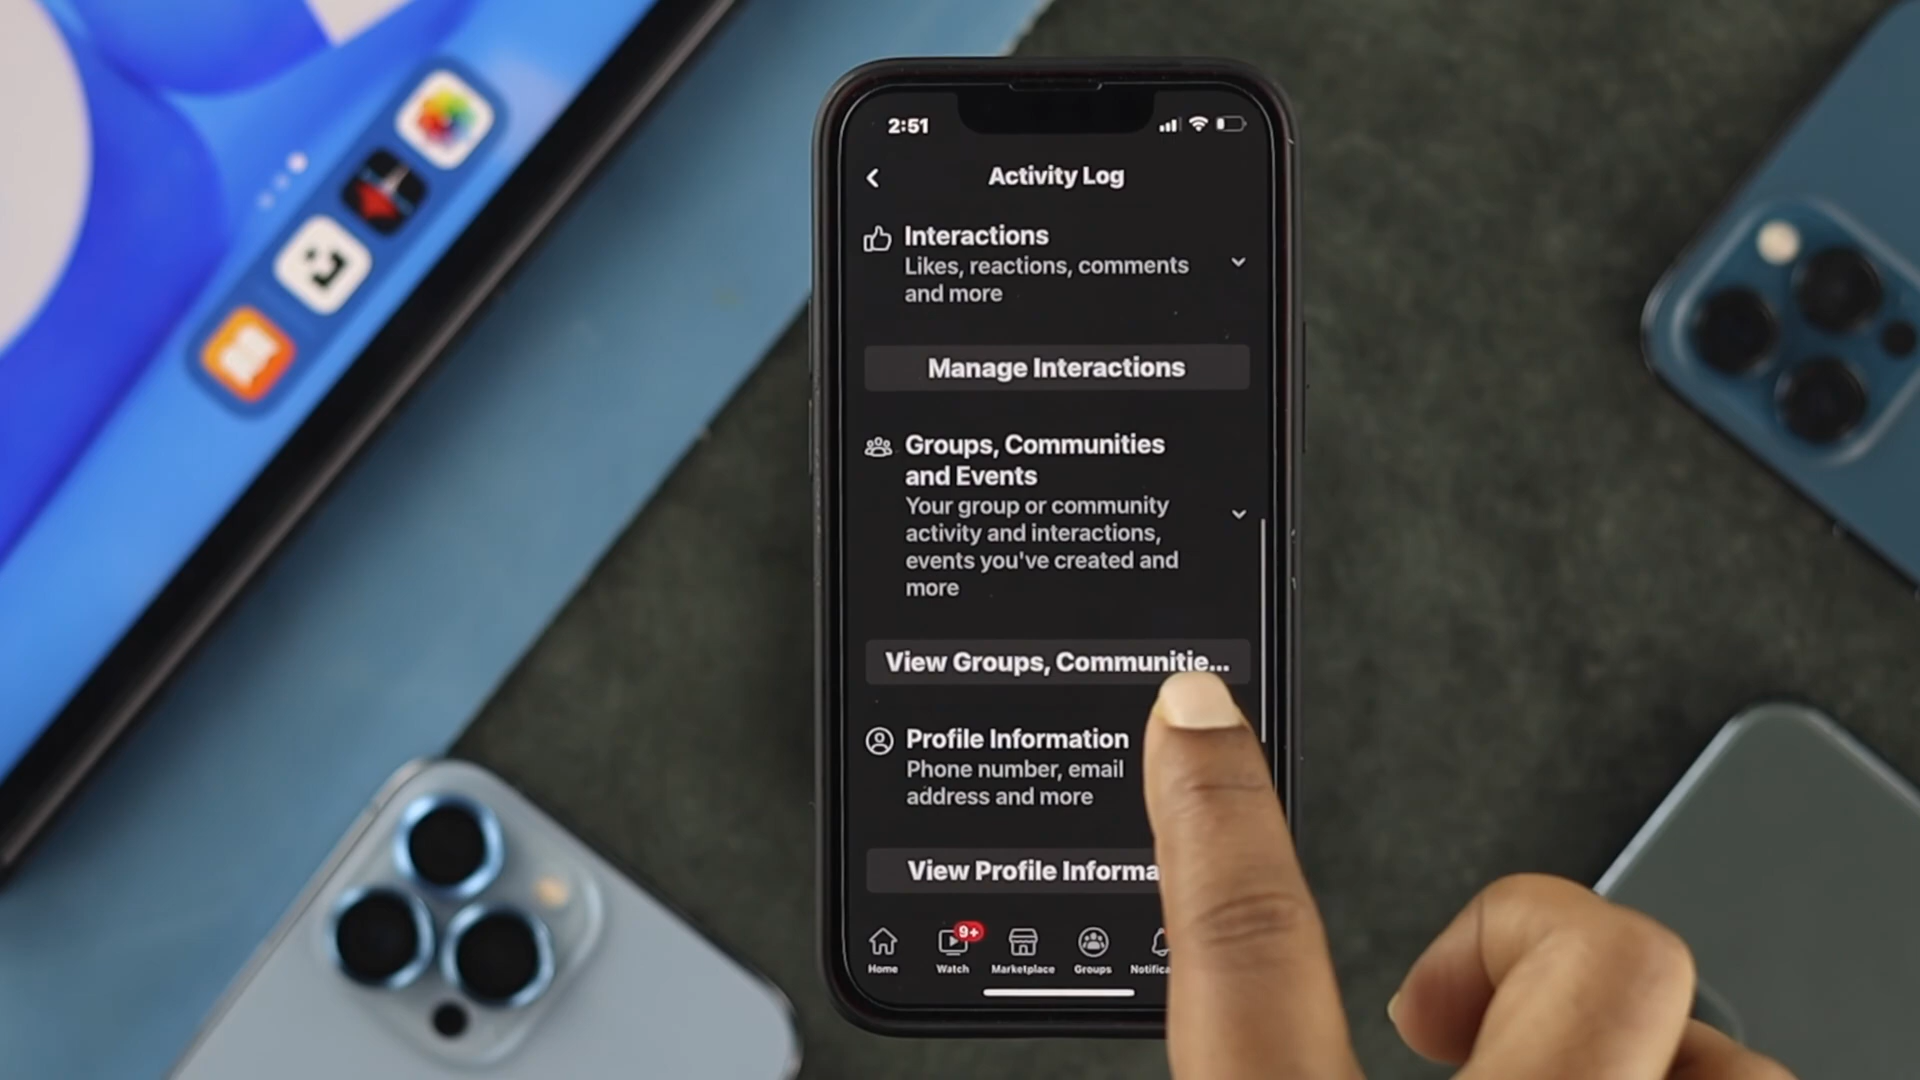 2:51
Activity Log
Interactions
Likes, reactions, comments
and more
Manage Interactions
Groups, Communities
and Events
Your group or community
activity and interactions,
events you've created and
more
View Groups, Communitie...
Profile Information
Phone number, email
address and more
View Profile Informa
9+
Home Watch Marketplace Groups Notifica